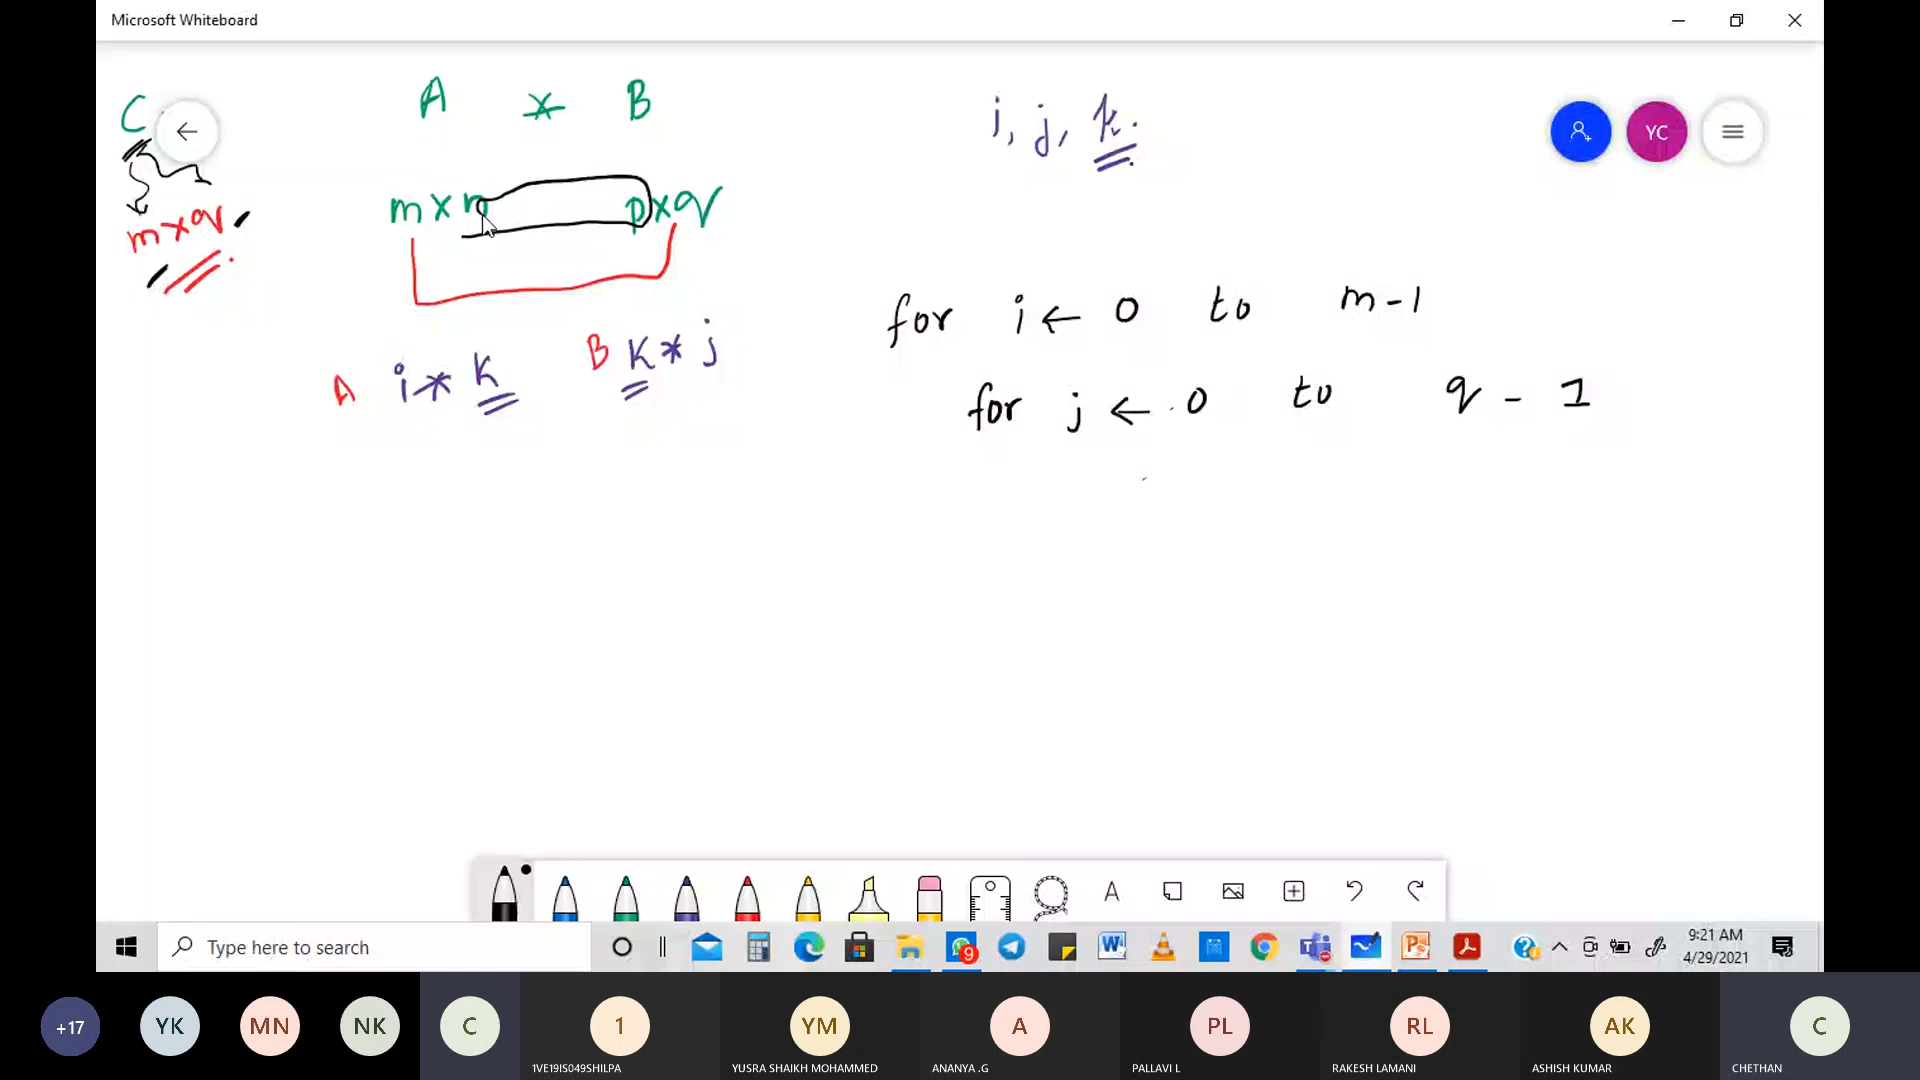 Microsoft Whiteboard
C
A * B
i, j, k.
YC
m x n p x q
m x q
for i ← 0 to m - 1
A i * k B k * j
for j ← 0 to q - 1
A
Type here to search
9
9:21 AM
4/29/2021
+17
YK
MN
NK
C
1
YM
A
PL
RL
AK
C
1VE19IS049SHILPA
YUSRA SHAIKH MOHAMMED
ANANYA .G
PALLAVI L
RAKESH LAMANI
ASHISH KUMAR
CHETHAN